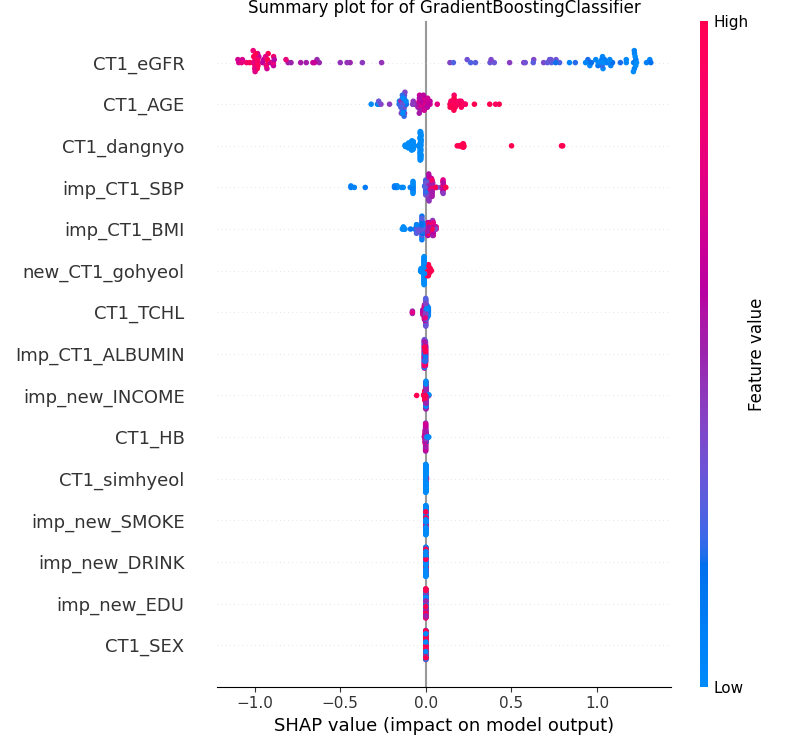 Summary plot for of GradientBoostingClassifier
High
CT1_eGFR
CT1_AGE
CT1_dangnyo
imp_CT1_SBP
imp_CT1_BMI
new_CT1_gohyeol
CT1_TCHL
Imp_CT1_ALBUMIN
imp_new_INCOME
CT1_HB
CT1_simhyeol
imp_new_SMOKE
imp_new_DRINK
imp_new_EDU
CT1_SEX
Feature value
Low
−1.0 −0.5 0.0 0.5 1.0
SHAP value (impact on model output)